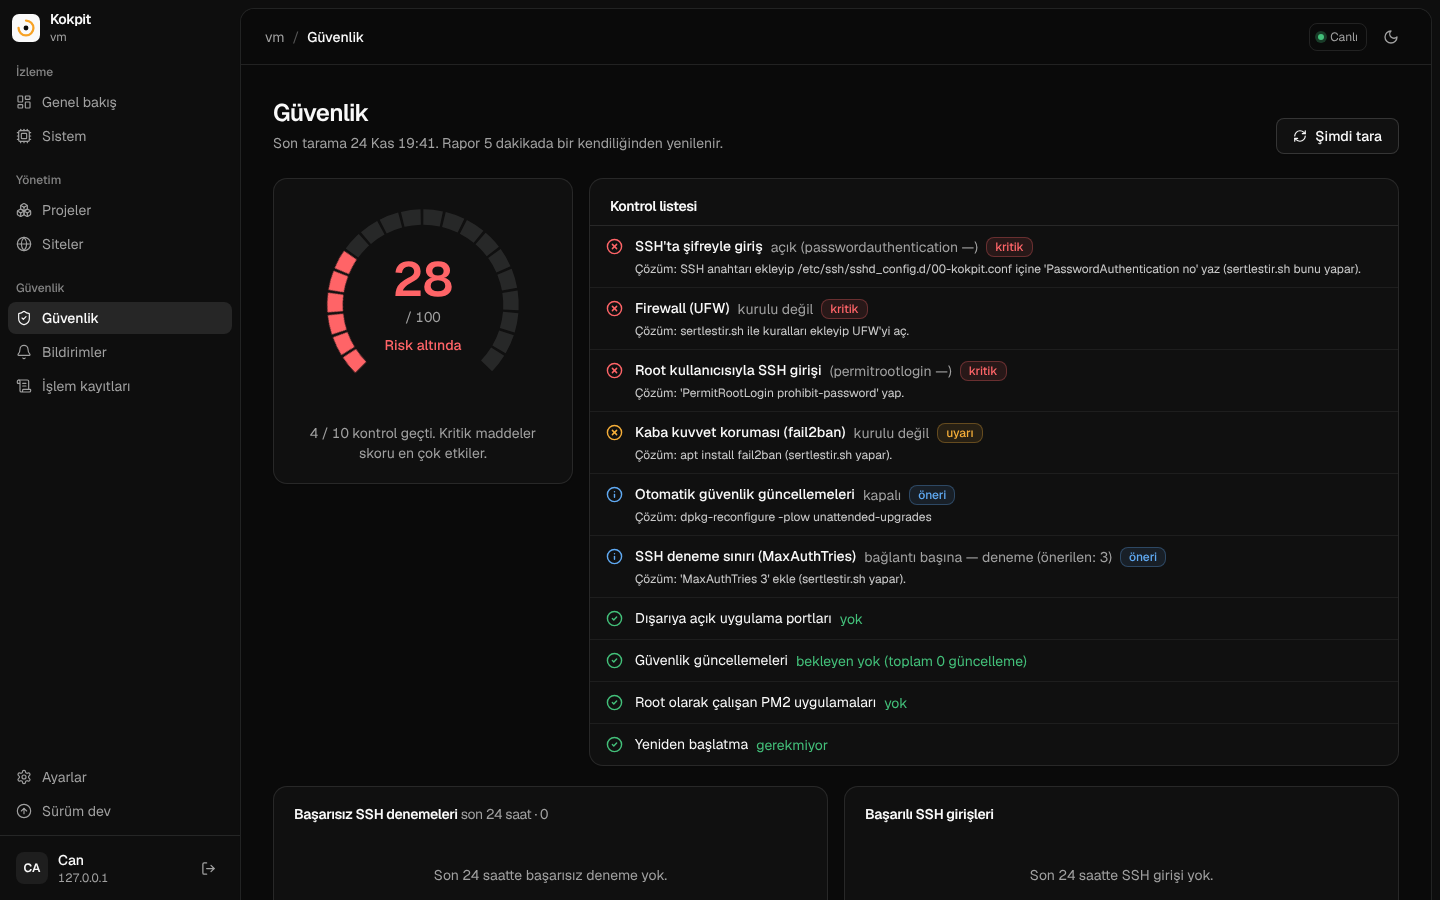 Kokpit
vm
İzleme
Genel bakış
Sistem
Yönetim
Projeler
Siteler
Güvenlik
Güvenlik
Bildirimler
İşlem kayıtları
Ayarlar
Sürüm dev
CA
Can
127.0.0.1
vm / Güvenlik
Canlı
Güvenlik
Son tarama 24 Kas 19:41. Rapor 5 dakikada bir kendiliğinden yenilenir.
Şimdi tara
28
/ 100
Risk altında
4 / 10 kontrol geçti. Kritik maddeler
skoru en çok etkiler.
Kontrol listesi
SSH'ta şifreyle giriş açık (passwordauthentication —) kritik
Çözüm: SSH anahtarı ekleyip /etc/ssh/sshd_config.d/00-kokpit.conf içine 'PasswordAuthentication no' yaz (sertlestir.sh bunu yapar).
Firewall (UFW) kurulu değil kritik
Çözüm: sertlestir.sh ile kuralları ekleyip UFW'yi aç.
Root kullanıcısıyla SSH girişi (permitrootlogin —) kritik
Çözüm: 'PermitRootLogin prohibit-password' yap.
Kaba kuvvet koruması (fail2ban) kurulu değil uyarı
Çözüm: apt install fail2ban (sertlestir.sh yapar).
Otomatik güvenlik güncellemeleri kapalı öneri
Çözüm: dpkg-reconfigure -plow unattended-upgrades
SSH deneme sınırı (MaxAuthTries) bağlantı başına — deneme (önerilen: 3) öneri
Çözüm: 'MaxAuthTries 3' ekle (sertlestir.sh yapar).
Dışarıya açık uygulama portları yok
Güvenlik güncellemeleri bekleyen yok (toplam 0 güncelleme)
Root olarak çalışan PM2 uygulamaları yok
Yeniden başlatma gerekmiyor
Başarısız SSH denemeleri son 24 saat · 0
Son 24 saatte başarısız deneme yok.
Başarılı SSH girişleri
Son 24 saatte SSH girişi yok.